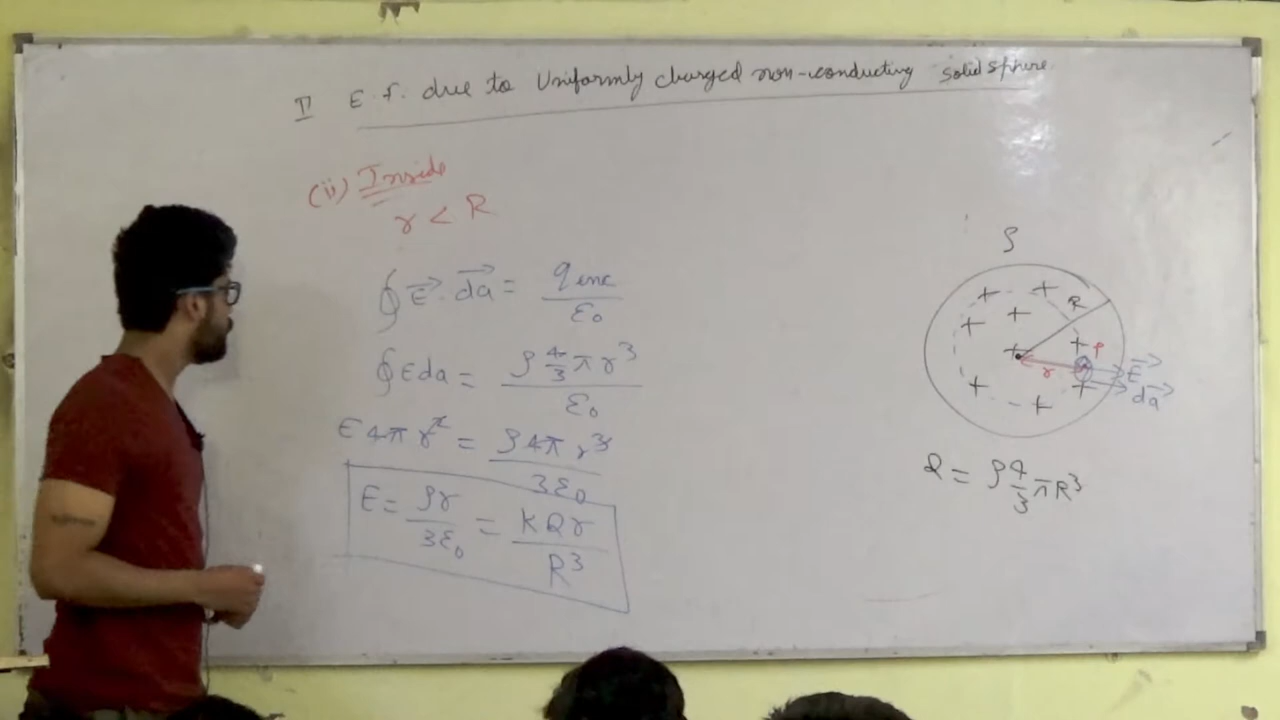 II E.F. due to Uniformly charged non-conducting solid sphere
(ii) Inside
r < R
∮ E⃗ . da⃗ = q enc / ε₀
∮ E da = ρ 4/3 π r³ / ε₀
E 4π r² = ρ 4π r³ / 3ε₀
E = ρr / 3ε₀ = KQr / R³
ρ
R
P
r
E⃗
da⃗
Q = ρ 4/3 π R³